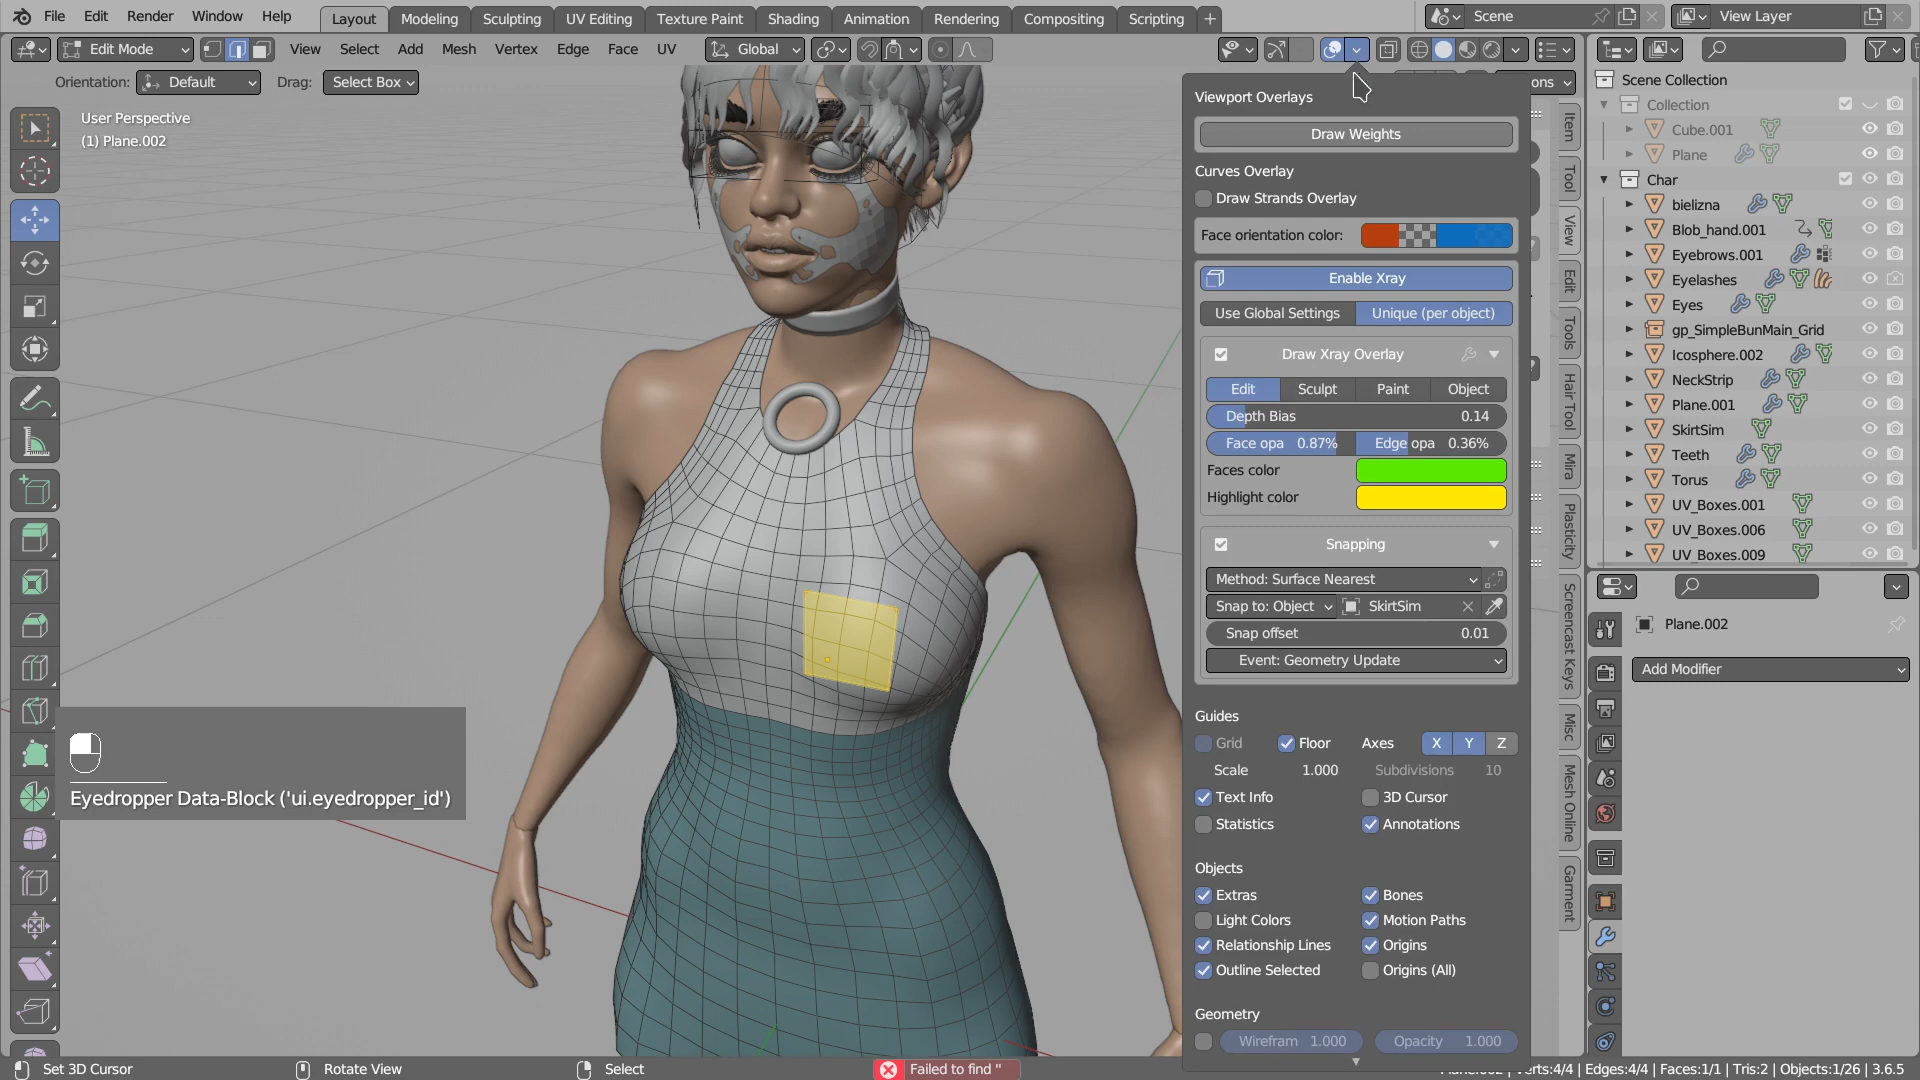 File Edit Render Window Help Layout Modeling Sculpting UV Editing Texture Paint Shading Animation Rendering Compositing Scripting + Scene View Layer
Edit Mode View Select Add Mesh Vertex Edge Face UV Global
Orientation: Default Drag: Select Box ons
User Perspective
(1) Plane.002
Eyedropper Data-Block ('ui.eyedropper_id')
Viewport Overlays
Draw Weights
Curves Overlay
Draw Strands Overlay
Face orientation color:
Enable Xray
Use Global Settings Unique (per object)
Draw Xray Overlay
Edit Sculpt Paint Object
Depth Bias 0.14
Face opa 0.87% Edge opa 0.36%
Faces color
Highlight color
Snapping
Method: Surface Nearest
Snap to: Object SkirtSim
Snap offset 0.01
Event: Geometry Update
Guides
Grid Floor Axes X Y Z
Scale 1.000 Subdivisions 10
Text Info 3D Cursor
Statistics Annotations
Objects
Extras Bones
Light Colors Motion Paths
Relationship Lines Origins
Outline Selected Origins (All)
Geometry
Wirefram 1.000 Opacity 1.000
Item
Tool
View
Edit
Tools
Hair Tool
Mira
Plasticity
Screencast Keys
Misc
Mesh Online
Garment
Scene Collection
Collection
Cube.001
Plane
Char
bielizna
Blob_hand.001
Eyebrows.001
Eyelashes
Eyes
gp_SimpleBunMain_Grid
Icosphere.002
NeckStrip
Plane.001
SkirtSim
Teeth
Torus
UV_Boxes.001
UV_Boxes.006
UV_Boxes.009
Plane.002
Add Modifier
Set 3D Cursor Rotate View Select Failed to find '' Verts:4/4 | Edges:4/4 | Faces:1/1 | Tris:2 | Objects:1/26 | 3.6.5